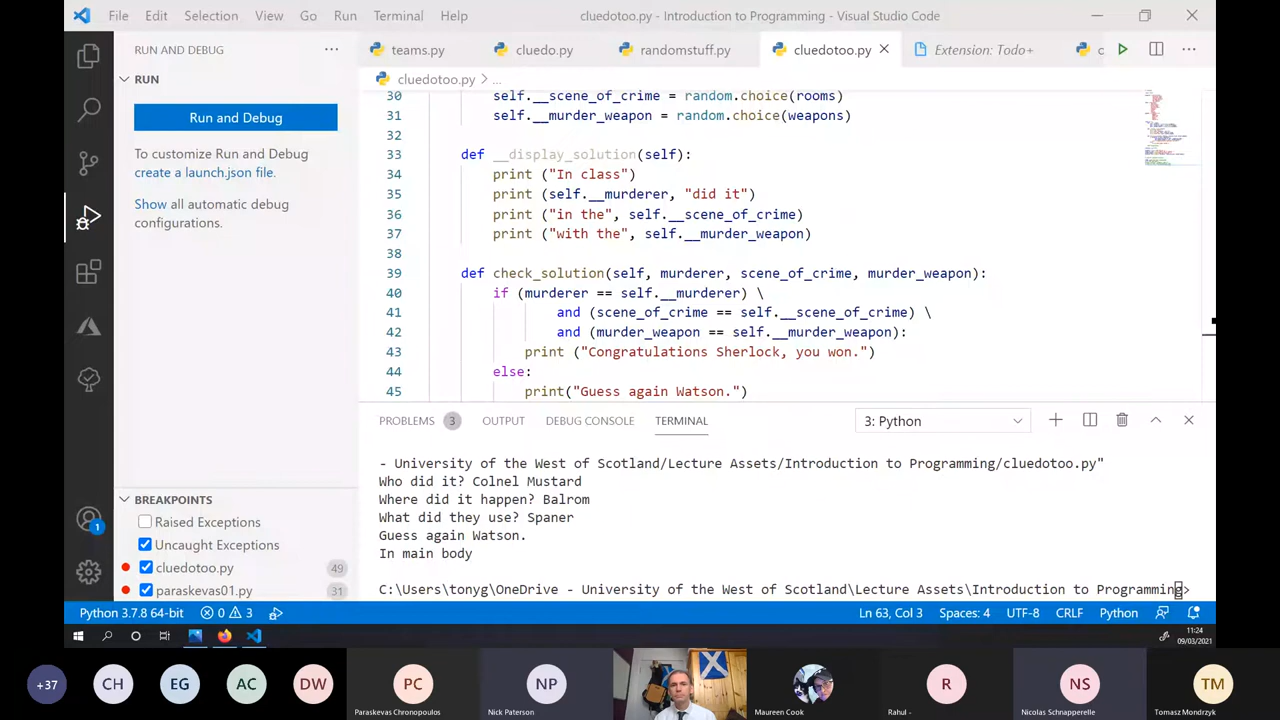 File Edit Selection View Go Run Terminal Help
cluedotoo.py - Introduction to Programming - Visual Studio Code
RUN AND DEBUG
teams.py
cluedo.py
randomstuff.py
cluedotoo.py
Extension: Todo+
c
RUN
cluedotoo.py > ...
Run and Debug
To customize Run and Debug
create a launch.json file.
Show all automatic debug
configurations.
30 self.__scene_of_crime = random.choice(rooms)
31 self.__murder_weapon = random.choice(weapons)
32
33 def __display_solution(self):
34 print ("In class")
35 print (self.__murderer, "did it")
36 print ("in the", self.__scene_of_crime)
37 print ("with the", self.__murder_weapon)
38
39 def check_solution(self, murderer, scene_of_crime, murder_weapon):
40 if (murderer == self.__murderer) \
41 and (scene_of_crime == self.__scene_of_crime) \
42 and (murder_weapon == self.__murder_weapon):
43 print ("Congratulations Sherlock, you won.")
44 else:
45 print("Guess again Watson.")
PROBLEMS 3 OUTPUT DEBUG CONSOLE TERMINAL
3: Python
- University of the West of Scotland/Lecture Assets/Introduction to Programming/cluedotoo.py"
Who did it? Colnel Mustard
Where did it happen? Balrom
What did they use? Spaner
Guess again Watson.
In main body
C:\Users\tonyg\OneDrive - University of the West of Scotland\Lecture Assets\Introduction to Programming>
BREAKPOINTS
Raised Exceptions
Uncaught Exceptions
cluedotoo.py 49
paraskevas01.py 31
1
Python 3.7.8 64-bit 0 3
Ln 63, Col 3 Spaces: 4 UTF-8 CRLF Python
11:24
09/03/2021
+37 CH EG AC DW PC NP R NS TM
Paraskevas Chronopoulos
Nick Paterson
Maureen Cook
Rahul -
Nicolas Schnapperelle
Tomasz Mondrzyk